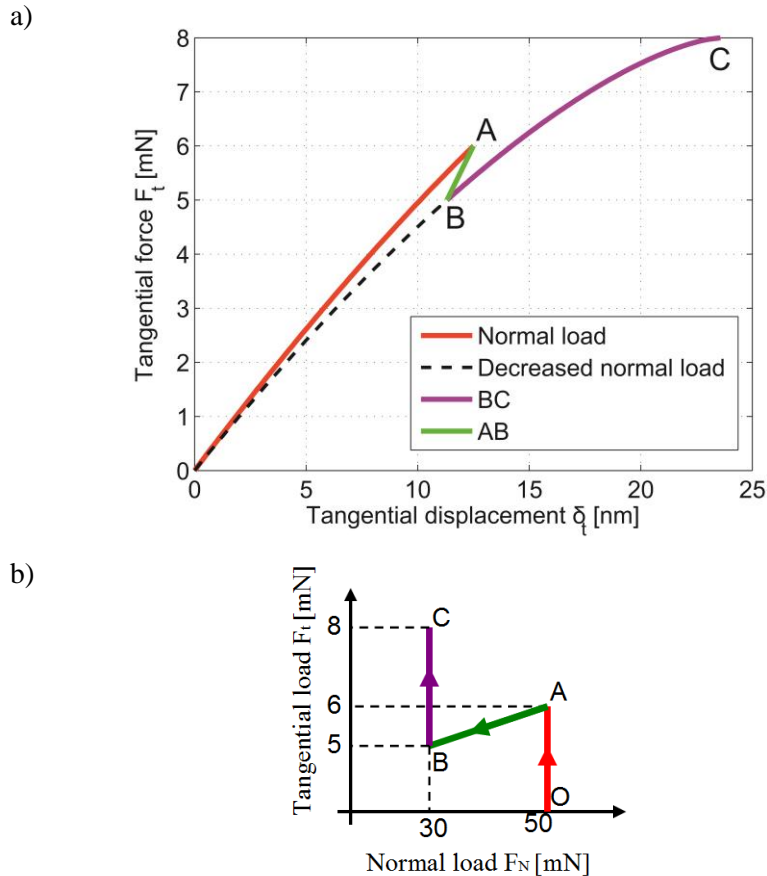 a)
8
7
6
5
4
3
2
1
0
Tangential force F_t [mN]
A
B
C
Normal load
Decreased normal load
BC
AB
0 5 10 15 20 25
Tangential displacement δ_t [nm]
b)
Tangential load Ft [mN]
8
6
5
C
A
B
O
30 50
Normal load FN [mN]